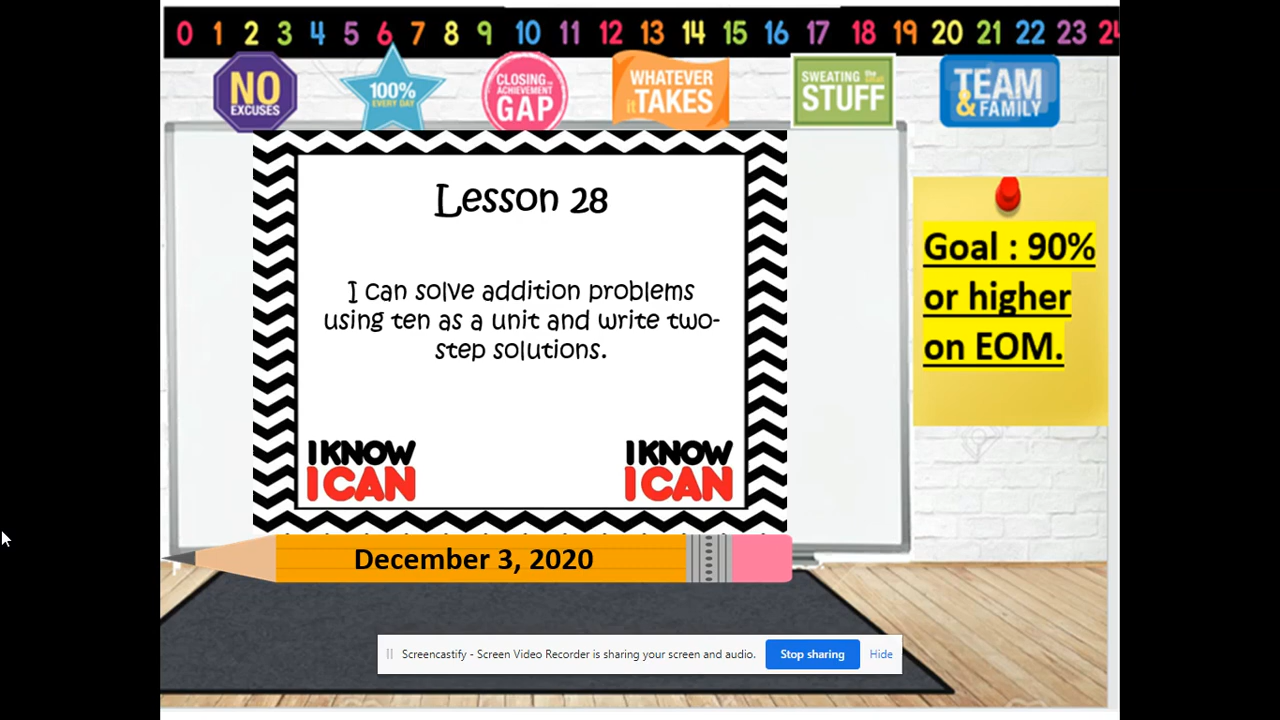 0 1 2 3 4 5 6 7 8 9 10 11 12 13 14 15 16 17 18 19 20 21 22 23 24
NO
EXCUSES
100%
EVERY DAY
CLOSING THE
ACHIEVEMENT
GAP
WHATEVER
it TAKES
SWEATING the small
STUFF
TEAM
& FAMILY
Lesson 28
I can solve addition problems
using ten as a unit and write two-
step solutions.
I KNOW
I CAN
I KNOW
I CAN
Goal : 90%
or higher
on EOM.
December 3, 2020
Screencastify - Screen Video Recorder is sharing your screen and audio.
Stop sharing
Hide